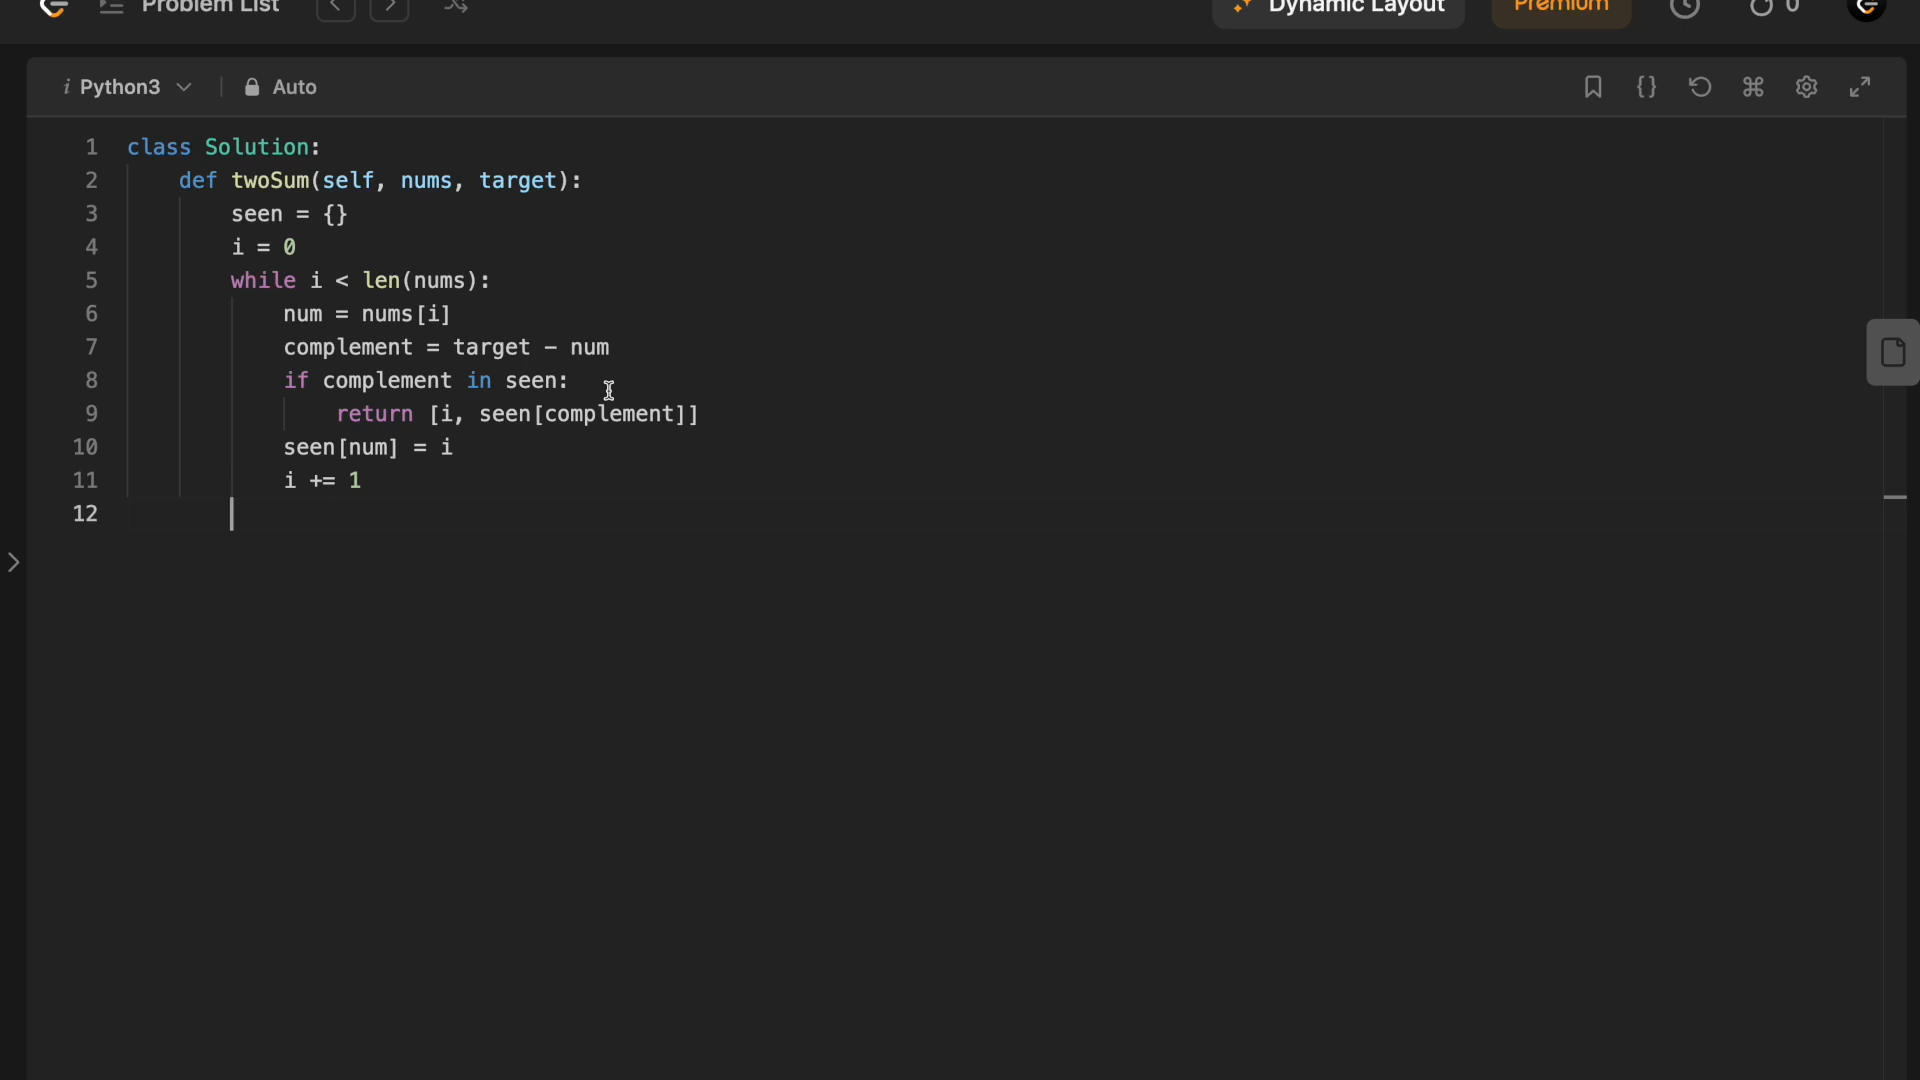 Problem List
Dynamic Layout
Premium
0
i Python3
Auto
1 class Solution:
2     def twoSum(self, nums, target):
3         seen = {}
4         i = 0
5         while i < len(nums):
6             num = nums[i]
7             complement = target - num
8             if complement in seen:
9                 return [i, seen[complement]]
10             seen[num] = i
11             i += 1
12